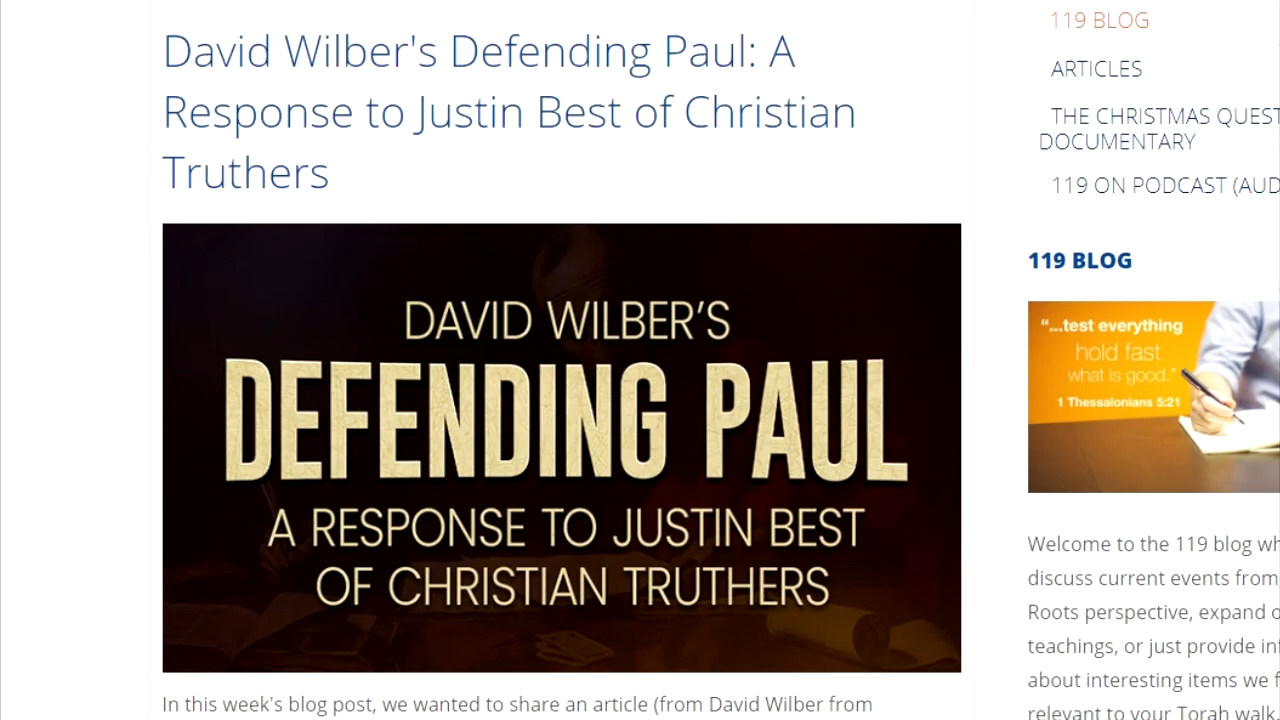 David Wilber's Defending Paul: A
Response to Justin Best of Christian
Truthers
DAVID WILBER'S
DEFENDING PAUL
A RESPONSE TO JUSTIN BEST
OF CHRISTIAN TRUTHERS
In this week's blog post, we wanted to share an article (from David Wilber from
119 BLOG
ARTICLES
THE CHRISTMAS QUEST
DOCUMENTARY
119 ON PODCAST (AUD
119 BLOG
“...test everything
hold fast
what is good.”
1 Thessalonians 5:21
Welcome to the 119 blog wh
discuss current events from
Roots perspective, expand o
teachings, or just provide in
about interesting items we f
relevant to your Torah walk.